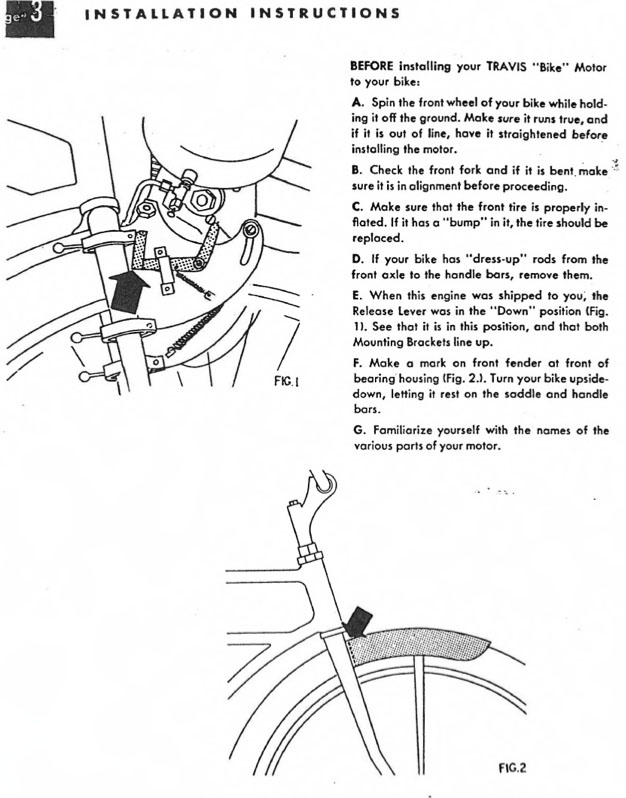 ge" 3 INSTALLATION INSTRUCTIONS
BEFORE installing your TRAVIS "Bike" Motor
to your bike:
A. Spin the front wheel of your bike while hold-
ing it off the ground. Make sure it runs true, and
if it is out of line, have it straightened before
installing the motor.
B. Check the front fork and if it is bent, make
sure it is in alignment before proceeding.
C. Make sure that the front tire is properly in-
flated. If it has a "bump" in it, the tire should be
replaced.
D. If your bike has "dress-up" rods from the
front axle to the handle bars, remove them.
E. When this engine was shipped to you, the
Release Lever was in the "Down" position (Fig.
1). See that it is in this position, and that both
Mounting Brackets line up.
F. Make a mark on front fender at front of
bearing housing (Fig. 2.). Turn your bike upside-
down, letting it rest on the saddle and handle
bars.
G. Familiarize yourself with the names of the
various parts of your motor.
FIG.1
FIG.2